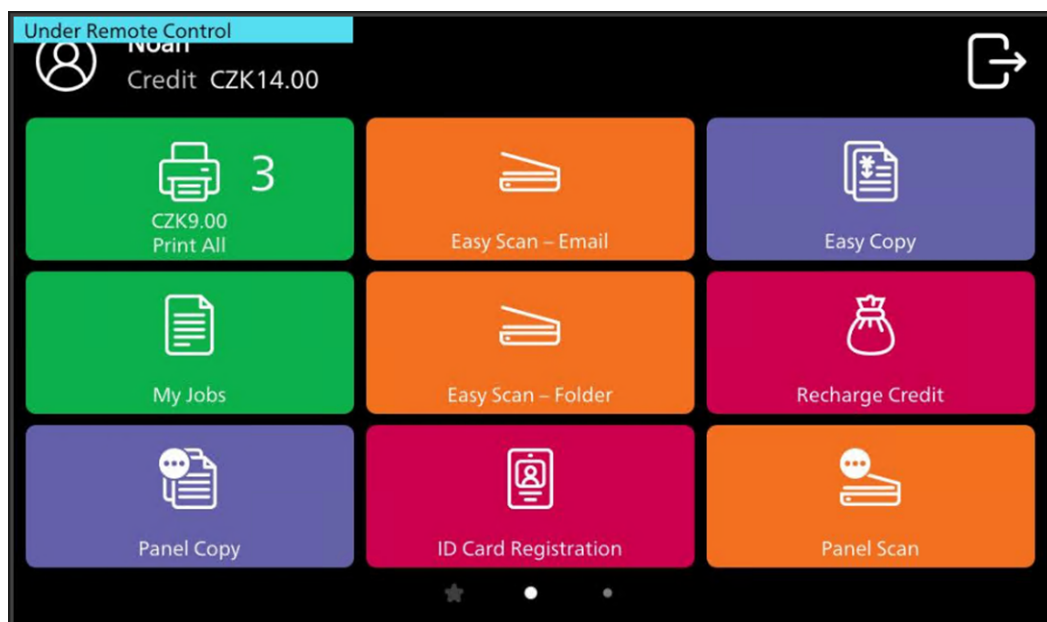 Under Remote Control
Noah
Credit CZK14.00
3
CZK9.00
Print All
Easy Scan – Email
Easy Copy
My Jobs
Easy Scan – Folder
Recharge Credit
Panel Copy
ID Card Registration
Panel Scan